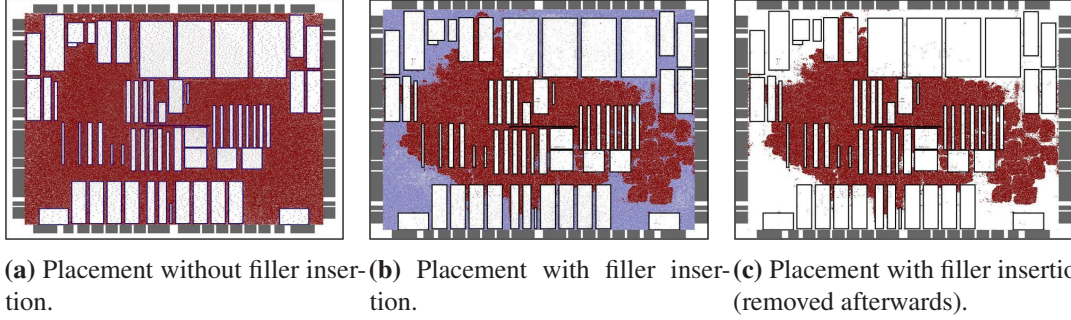 (a) Placement without filler inser-
tion.
(b) Placement with filler inser-
tion.
(c) Placement with filler insertio
(removed afterwards).